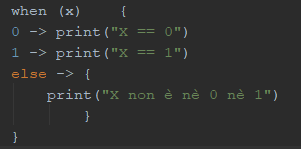 when (x) {
0 -> print("X == 0")
1 -> print("X == 1")
else -> {
print("X non è nè 0 nè 1")
}
}